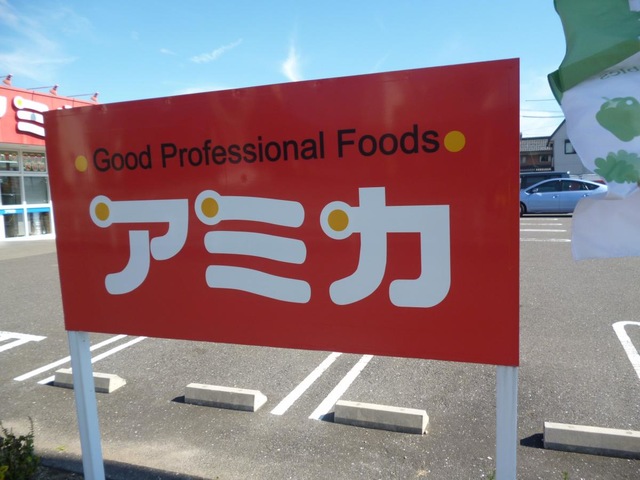 Good Professional Foods
アミカ